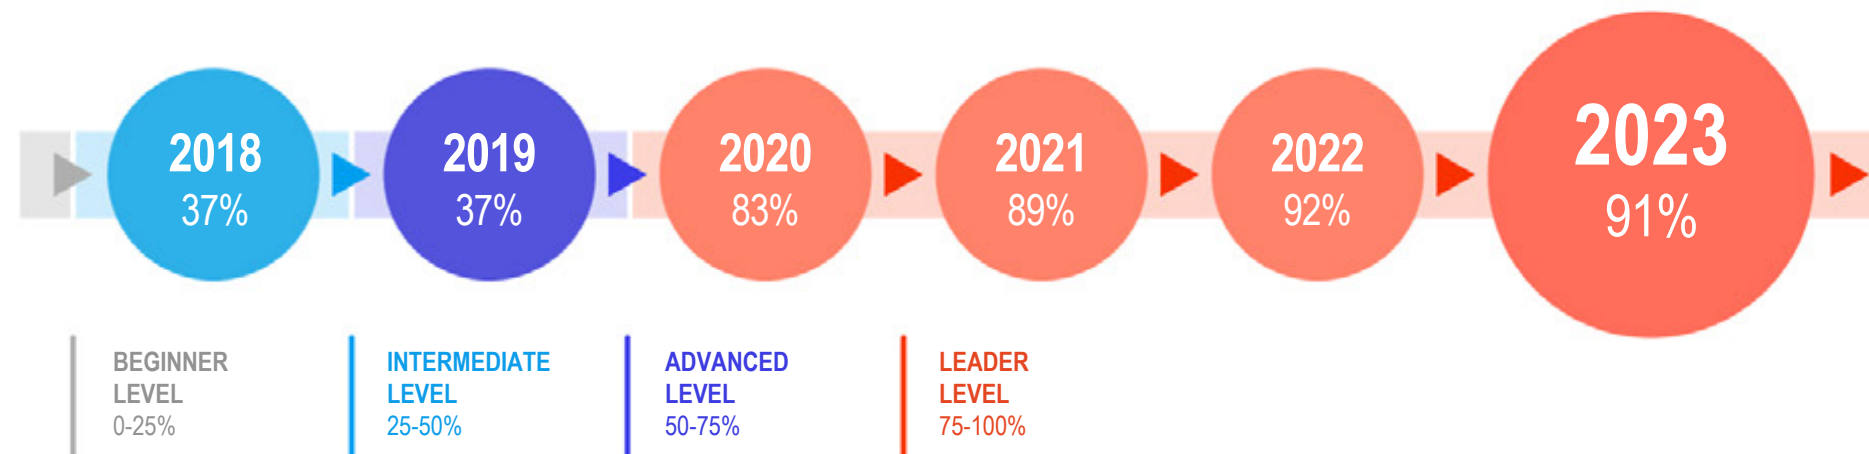 2018
37%
2019
37%
2020
83%
2021
89%
2022
92%
2023
91%
BEGINNER
LEVEL
0-25%
INTERMEDIATE
LEVEL
25-50%
ADVANCED
LEVEL
50-75%
LEADER
LEVEL
75-100%